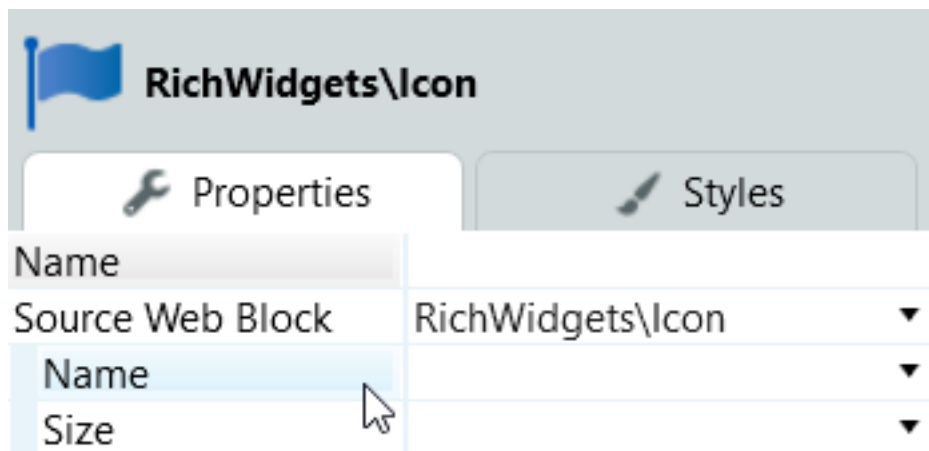 RichWidgets\Icon
Properties Styles
Name
Source Web Block RichWidgets\Icon
Name
Size